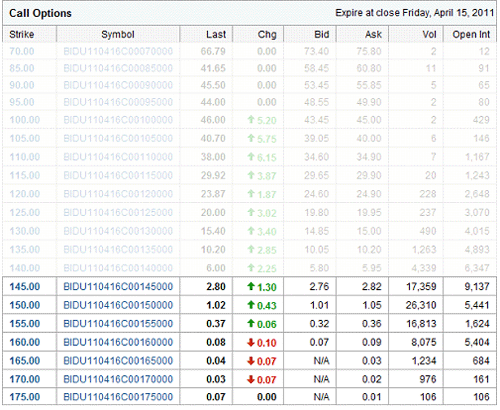 Call Options Expire at close Friday, April 15, 2011
Strike Symbol Last Chg Bid Ask Vol Open Int
70.00 BIDU110416C00070000 66.79 0.00 73.40 75.80 2 12
85.00 BIDU110416C00085000 41.65 0.00 58.45 60.80 11 91
90.00 BIDU110416C00090000 45.50 0.00 53.45 55.85 5 65
95.00 BIDU110416C00095000 44.00 0.00 48.55 49.90 2 80
100.00 BIDU110416C00100000 46.00 5.20 43.45 45.00 2 429
105.00 BIDU110416C00105000 40.70 5.75 39.05 40.00 6 145
110.00 BIDU110416C00110000 38.00 6.15 34.60 34.90 7 1,167
115.00 BIDU110416C00115000 29.92 3.87 29.65 29.90 20 1,243
120.00 BIDU110416C00120000 23.87 1.87 24.60 24.90 228 2,648
125.00 BIDU110416C00125000 20.00 3.02 19.80 19.95 237 3,070
130.00 BIDU110416C00130000 15.40 3.40 14.85 15.00 490 4,015
135.00 BIDU110416C00135000 10.20 2.85 10.05 10.20 1,263 4,893
140.00 BIDU110416C00140000 6.00 2.25 5.80 5.95 4,339 6,347
145.00 BIDU110416C00145000 2.80 1.30 2.76 2.82 17,359 9,137
150.00 BIDU110416C00150000 1.02 0.43 1.01 1.05 26,310 5,441
155.00 BIDU110416C00155000 0.37 0.06 0.32 0.36 16,813 1,624
160.00 BIDU110416C00160000 0.08 0.10 0.07 0.09 8,075 5,404
165.00 BIDU110416C00165000 0.04 0.07 N/A 0.03 1,234 684
170.00 BIDU110416C00170000 0.03 0.07 N/A 0.02 976 161
175.00 BIDU110416C00175000 0.07 0.00 N/A 0.01 106 106